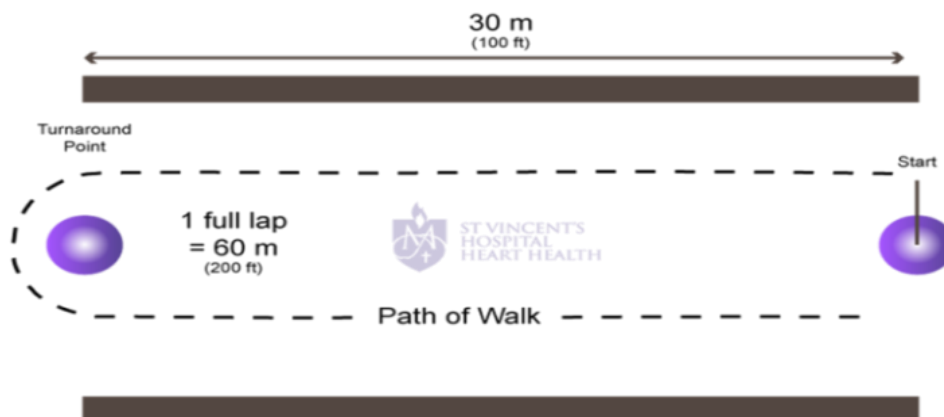 30 m
(100 ft)
Turnaround
Point
Start
1 full lap
= 60 m
(200 ft)
ST VINCENT'S
HOSPITAL
HEART HEALTH
Path of Walk